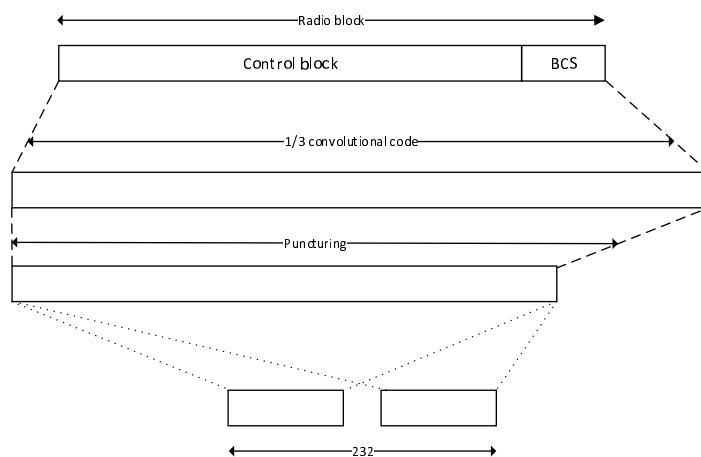 Radio block
Control block
BCS
1/3 convolutional code
Puncturing
232